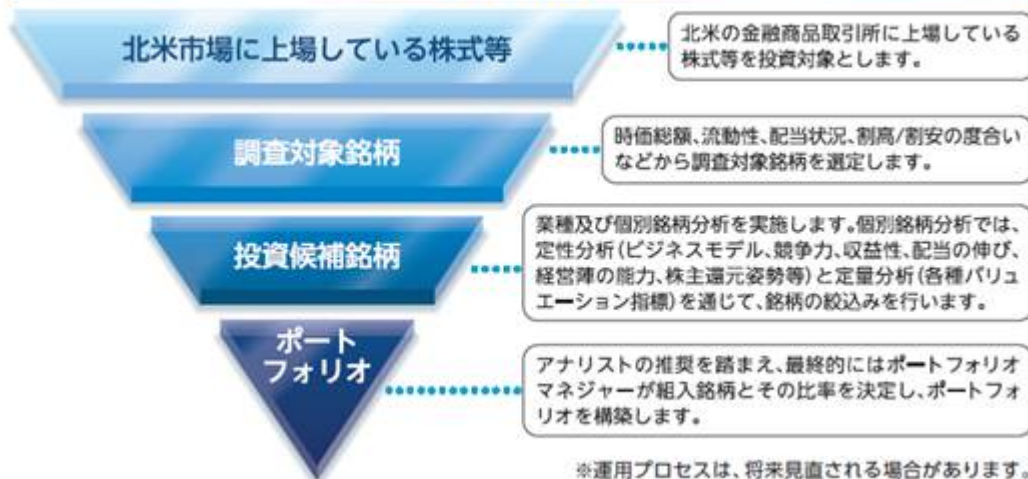 北米市場に上場している株式等
北米の金融商品取引所に上場している
株式等を投資対象とします。
調査対象銘柄
時価総額、流動性、配当状況、割高/割安の度合い
などから調査対象銘柄を選定します。
投資候補銘柄
業種及び個別銘柄分析を実施します。個別銘柄分析では、
定性分析(ビジネスモデル、競争力、収益性、配当の伸び、
経営陣の能力、株主還元姿勢等)と定量分析(各種バリュ
エーション指標)を通じて、銘柄の絞込みを行います。
ポート
フォリオ
アナリストの推奨を踏まえ、最終的にはポートフォリオ
マネジャーが組入銘柄とその比率を決定し、ポートフォ
リオを構築します。
※運用プロセスは、将来見直される場合があります。